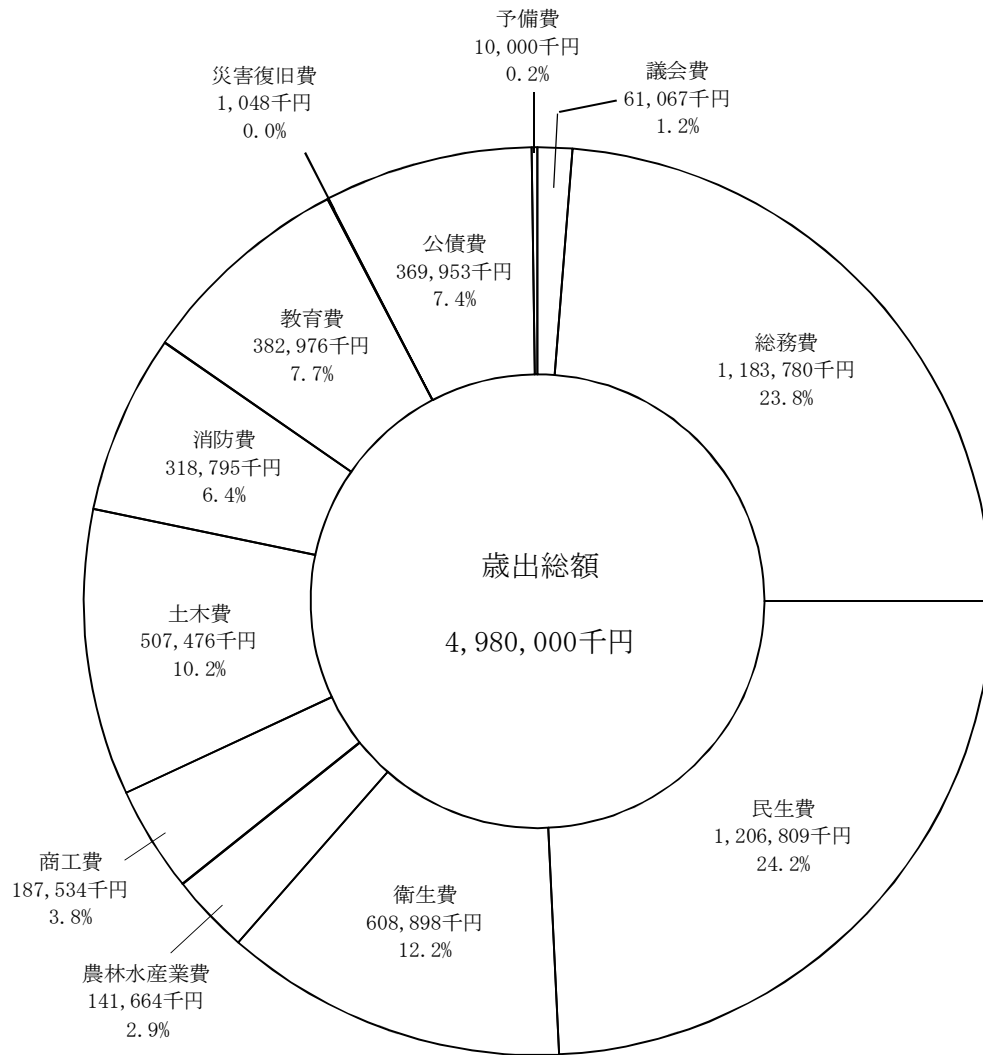 予備費
10,000千円
0.2%
議会費
61,067千円
1.2%
災害復旧費
1,048千円
0.0%
公債費
369,953千円
7.4%
教育費
382,976千円
7.7%
総務費
1,183,780千円
23.8%
消防費
318,795千円
6.4%
歳出総額
4,980,000千円
土木費
507,476千円
10.2%
民生費
1,206,809千円
24.2%
商工費
187,534千円
3.8%
衛生費
608,898千円
12.2%
農林水産業費
141,664千円
2.9%